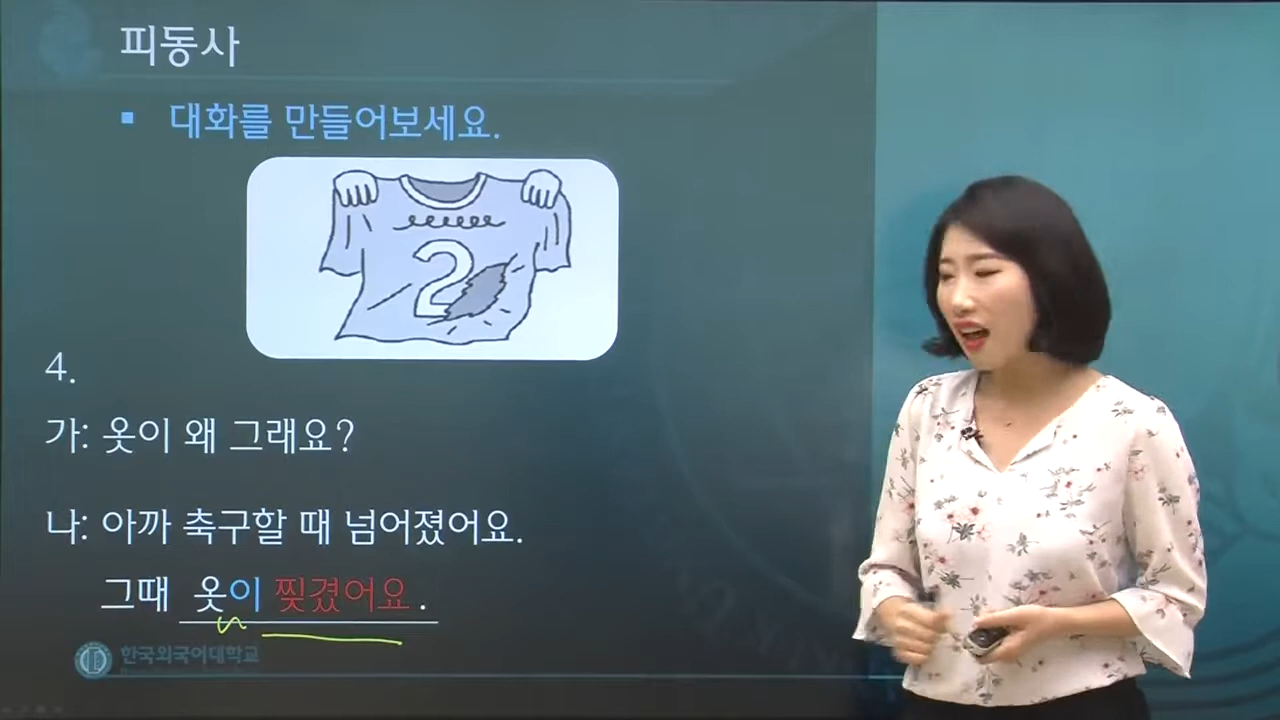 피동사
▪ 대화를 만들어보세요.
2
4.
가: 옷이 왜 그래요?
나: 아까 축구할 때 넘어졌어요.
그때 옷이 찢겼어요.
한국외국어대학교